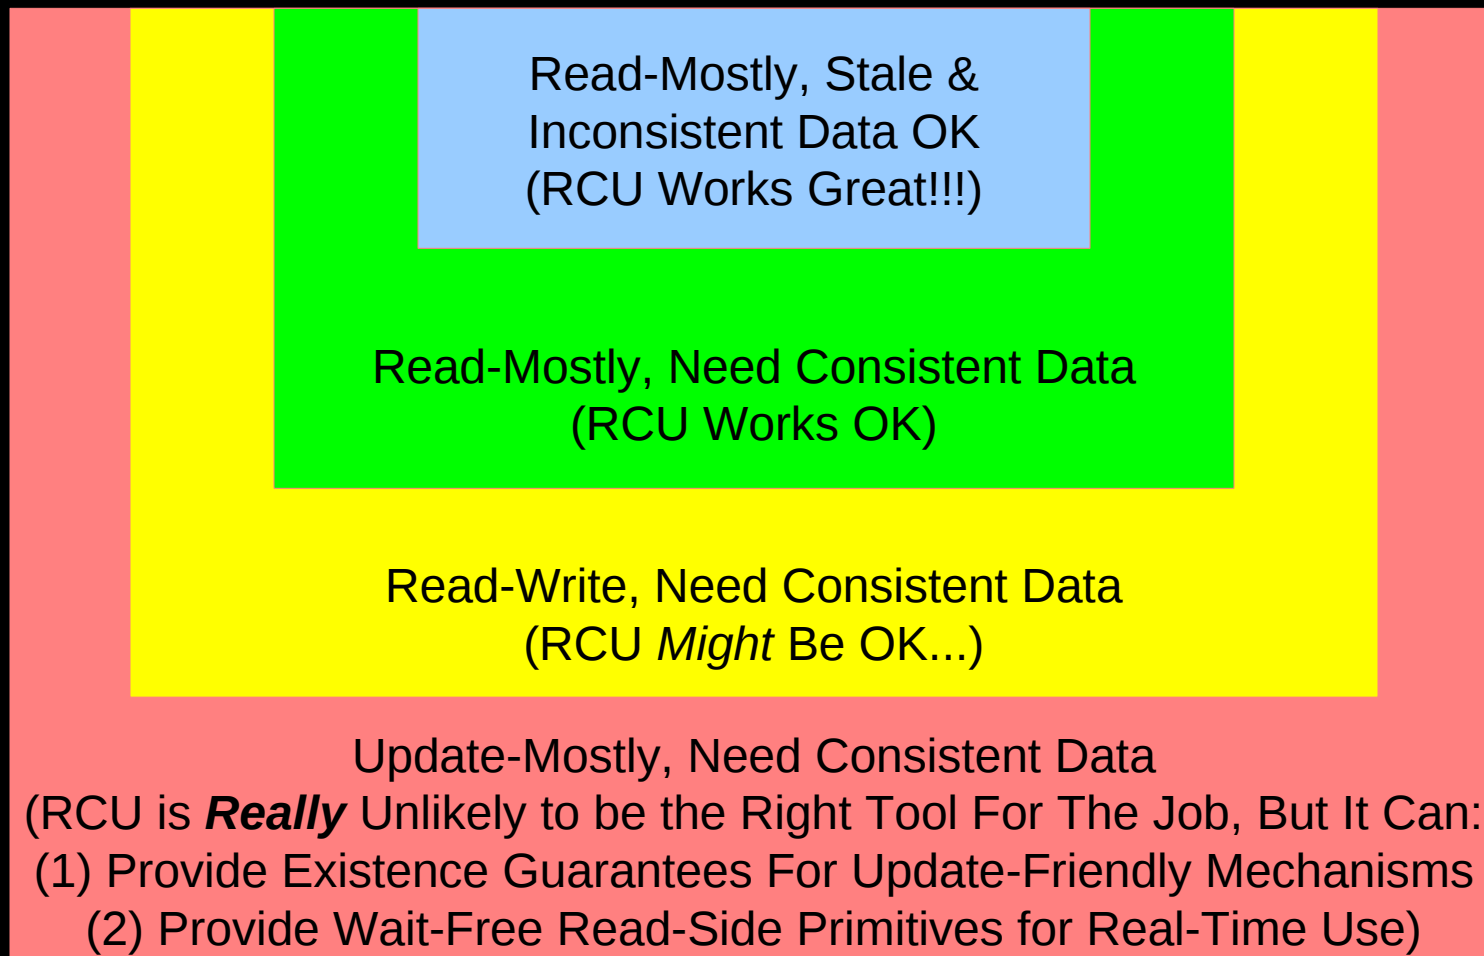 Read-Mostly, Stale &
Inconsistent Data OK
(RCU Works Great!!!)
Read-Mostly, Need Consistent Data
(RCU Works OK)
Read-Write, Need Consistent Data
(RCU Might Be OK...)
Update-Mostly, Need Consistent Data
(RCU is Really Unlikely to be the Right Tool For The Job, But It Can:
(1) Provide Existence Guarantees For Update-Friendly Mechanisms
(2) Provide Wait-Free Read-Side Primitives for Real-Time Use)